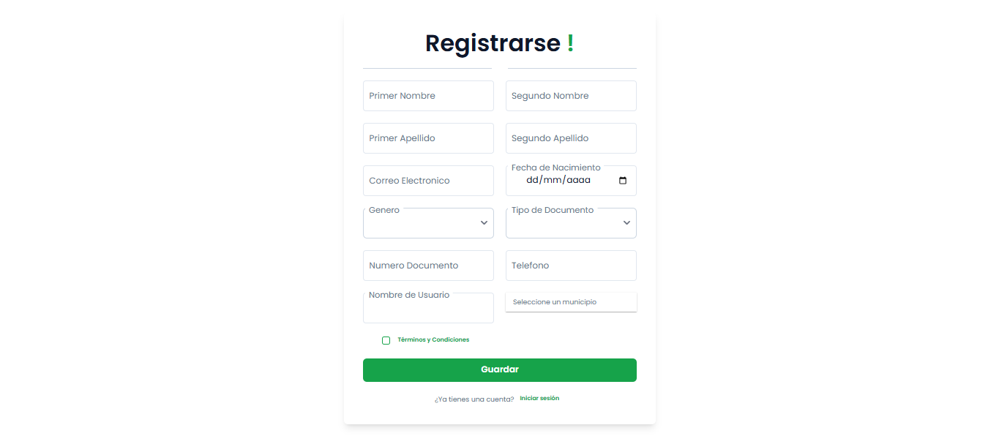 Registrarse !
Primer Nombre
Segundo Nombre
Primer Apellido
Segundo Apellido
Correo Electronico
Fecha de Nacimiento
dd/mm/aaaa
Genero
Tipo de Documento
Numero Documento
Telefono
Nombre de Usuario
Seleccione un municipio
Términos y Condiciones
Guardar
¿Ya tienes una cuenta? Iniciar sesión